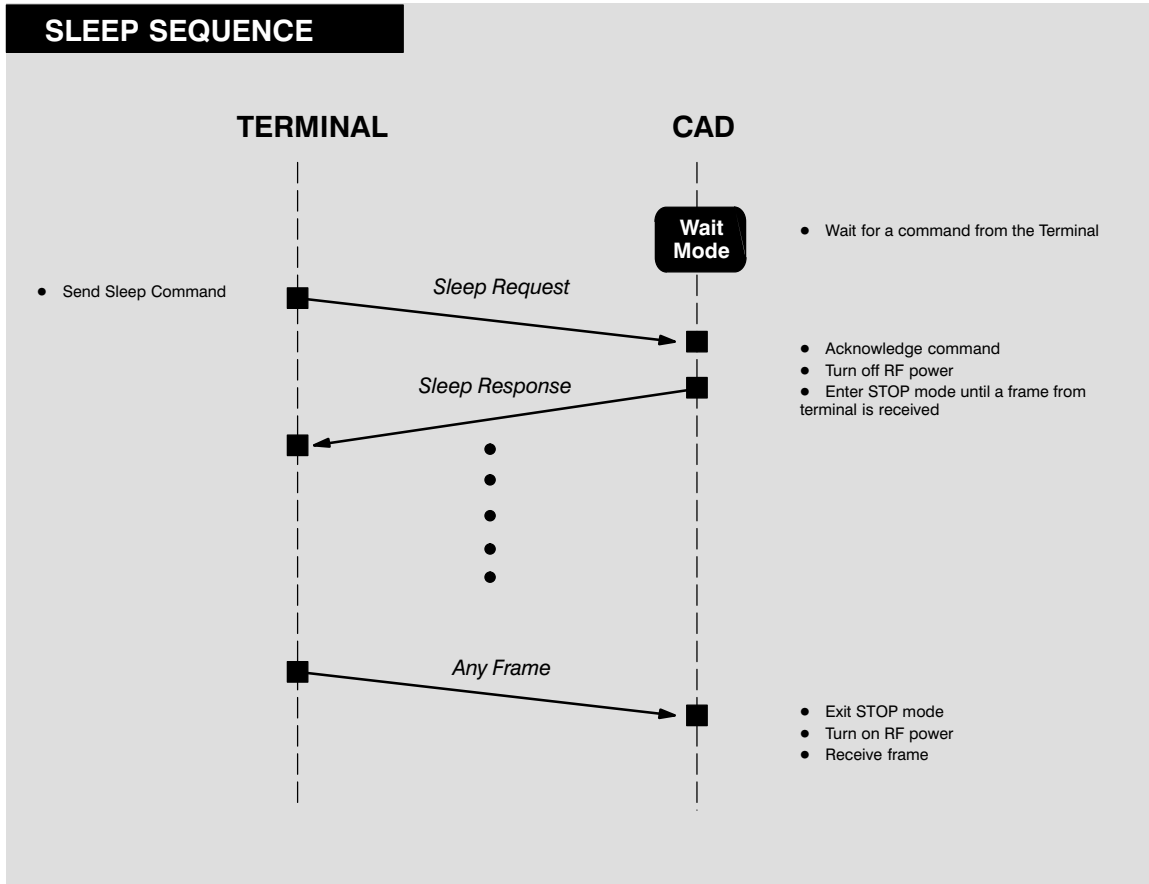 SLEEP SEQUENCE
TERMINAL
CAD
Wait
Mode
● Wait for a command from the Terminal
● Send Sleep Command
Sleep Request
● Acknowledge command
● Turn off RF power
● Enter STOP mode until a frame from
terminal is received
Sleep Response
Any Frame
● Exit STOP mode
● Turn on RF power
● Receive frame